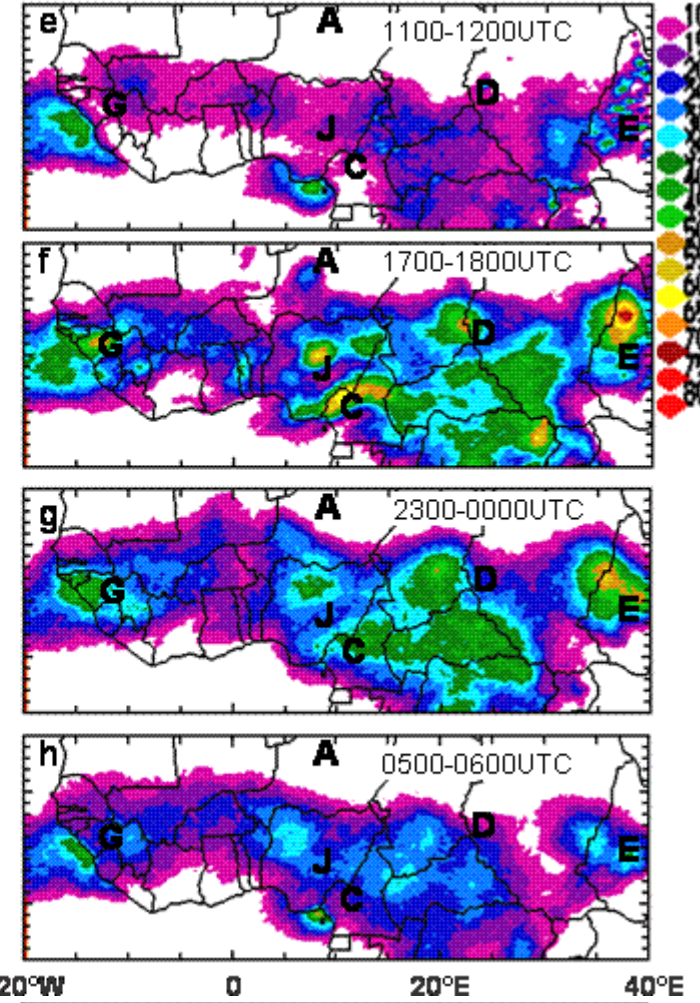 e A 1100-1200UTC
G D
J E
C
f A 1700-1800UTC
G D
J E
C
g A 2300-0000UTC
G D
J E
C
h A 0500-0600UTC
G D
J E
C
20°W 0 20°E 40°E